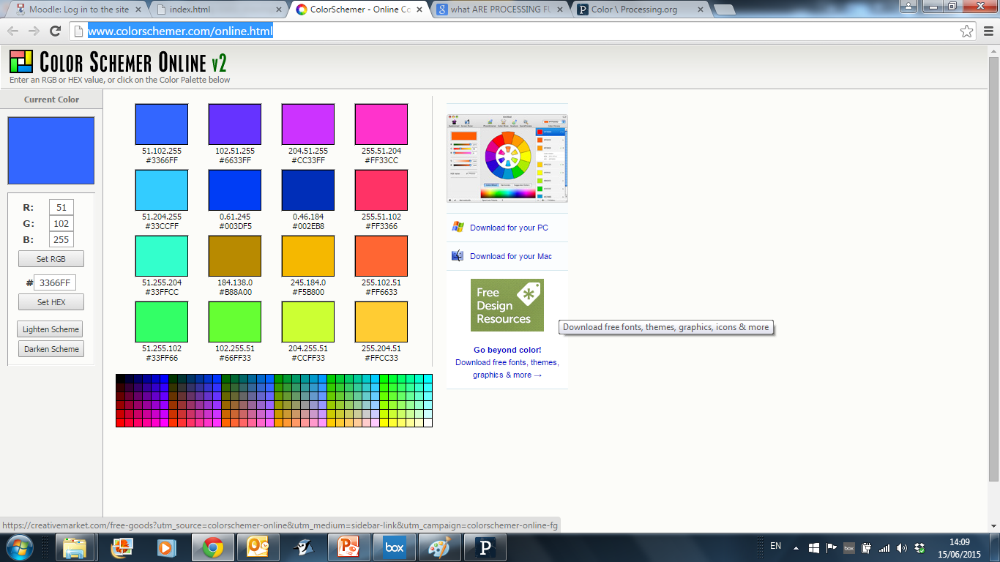 Moodle: Log in to the site
index.html
ColorSchemer - Online Co
what ARE PROCESSING FU
Color \ Processing.org
www.colorschemer.com/online.html
COLOR SCHEMER ONLINE v2
Enter an RGB or HEX value, or click on the Color Palette below
Current Color
R: 51
G: 102
B: 255
Set RGB
# 3366FF
Set HEX
Lighten Scheme
Darken Scheme
51.102.255 102.51.255 204.51.255 255.51.204
#3366FF #6633FF #CC33FF #FF33CC
51.204.255 0.61.245 0.46.184 255.51.102
#33CCFF #003DF5 #002EB8 #FF3366
51.255.204 184.138.0 245.184.0 255.102.51
#33FFCC #B88A00 #F5B800 #FF6633
51.255.102 102.255.51 204.255.51 255.204.51
#33FF66 #66FF33 #CCFF33 #FFCC33
Download for your PC
Download for your Mac
Free
Design
Resources
Go beyond color!
Download free fonts, themes,
graphics & more →
Download free fonts, themes, graphics, icons & more
https://creativemarket.com/free-goods?utm_source=colorschemer-online&utm_medium=sidebar-link&utm_campaign=colorschemer-online-fg
box
P
EN
box
14:09
15/06/2015